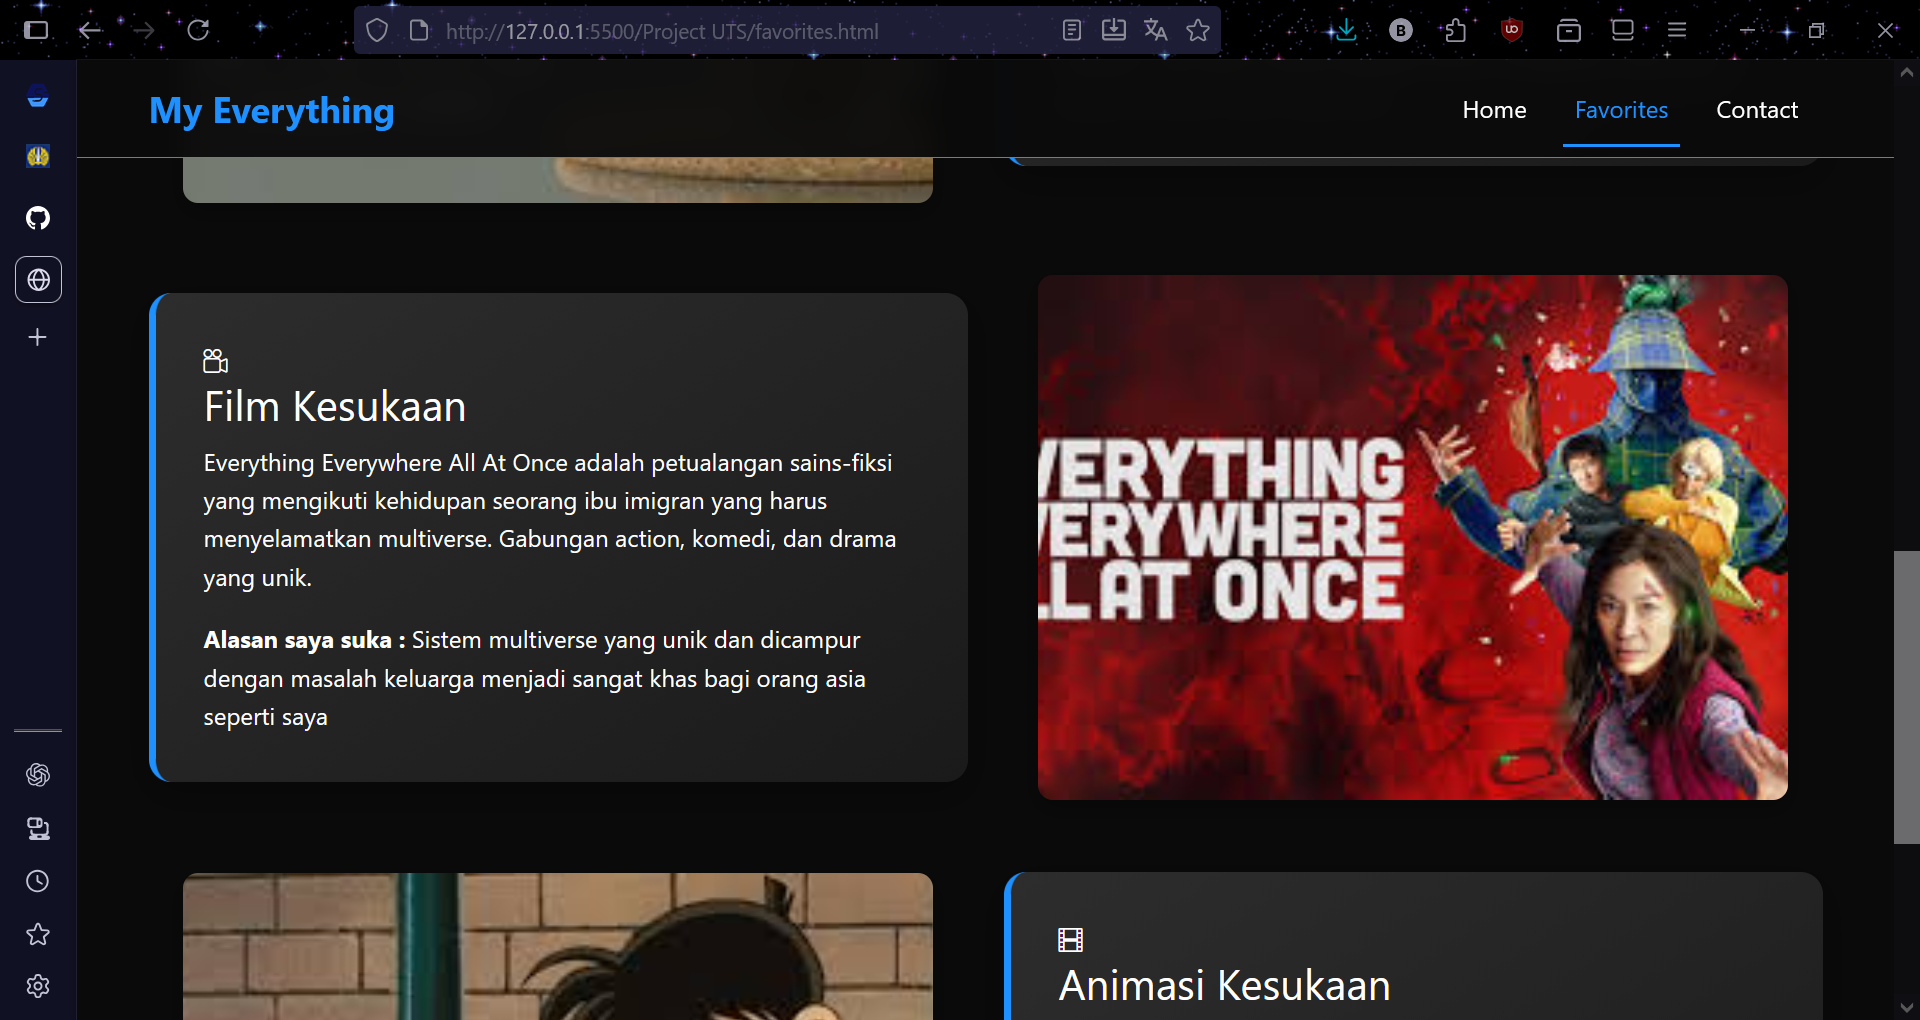 http://127.0.0.1:5500/Project UTS/favorites.html
B
UO
My Everything
Home
Favorites
Contact
Film Kesukaan
Everything Everywhere All At Once adalah petualangan sains-fiksi
yang mengikuti kehidupan seorang ibu imigran yang harus
menyelamatkan multiverse. Gabungan action, komedi, dan drama
yang unik.
Alasan saya suka : Sistem multiverse yang unik dan dicampur
dengan masalah keluarga menjadi sangat khas bagi orang asia
seperti saya
VERYTHING
VERYWHERE
LL AT ONCE
Animasi Kesukaan